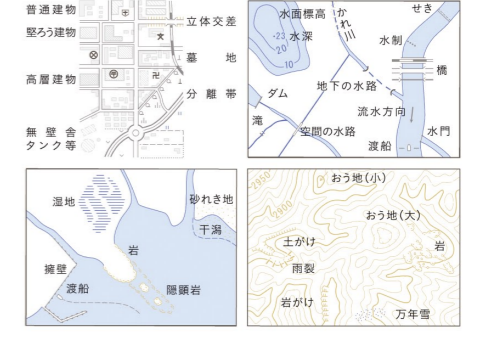 普通建物
堅ろう建物
高層建物
無壁舎
タンク等
立体交差
墓地
分離帯
水面標高
水深
-23
20
10
かれ川
せき
水制
橋
地下の水路
ダム
滝
空間の水路
流水方向
水門
渡船
湿地
砂れき地
干潟
岩
擁壁
渡船
隠顕岩
おう地(小)
2950
2900
おう地(大)
土がけ
岩
雨裂
岩がけ
万年雪